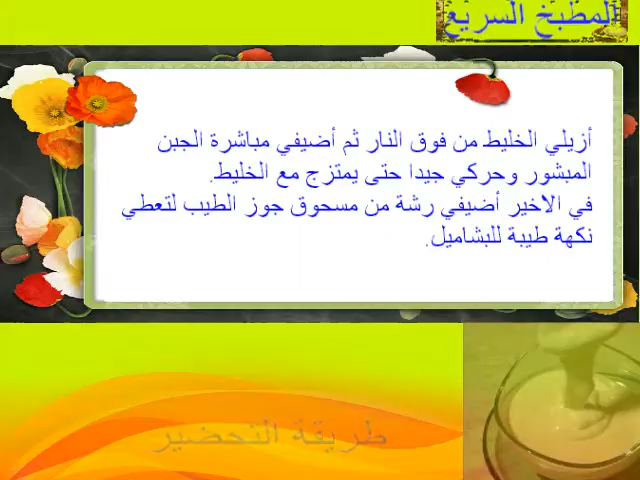 المطبخ السريع
أزيلي الخليط من فوق النار ثم أضيفي مباشرة الجبن
المبشور وحركي جيدا حتى يمتزج مع الخليط.
في الاخير أضيفي رشة من مسحوق جوز الطيب لتعطي
نكهة طيبة للبشاميل.
طريقة التحضير